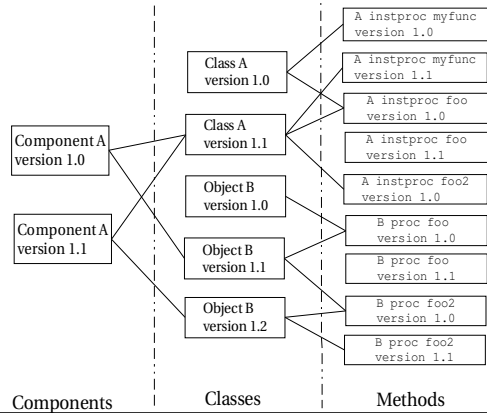 Component A
version 1.0
Component A
version 1.1
Components
Class A
version 1.0
Class A
version 1.1
Object B
version 1.0
Object B
version 1.1
Object B
version 1.2
Classes
A instproc myfunc
version 1.0
A instproc myfunc
version 1.1
A instproc foo
version 1.0
A instproc foo
version 1.1
A instproc foo2
version 1.0
B proc foo
version 1.0
B proc foo
version 1.1
B proc foo2
version 1.0
B proc foo2
version 1.1
Methods